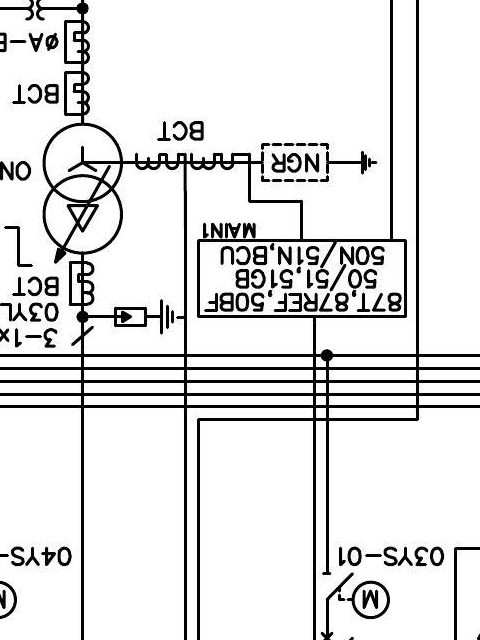 M
M
03YS-01
04YS-
3-1x
03YL
BCT
87T,87REF,50BF
50/51,51GB
50N/51N,BCU
MAIN1
NGR
ON
BCT
BCT
ØA-